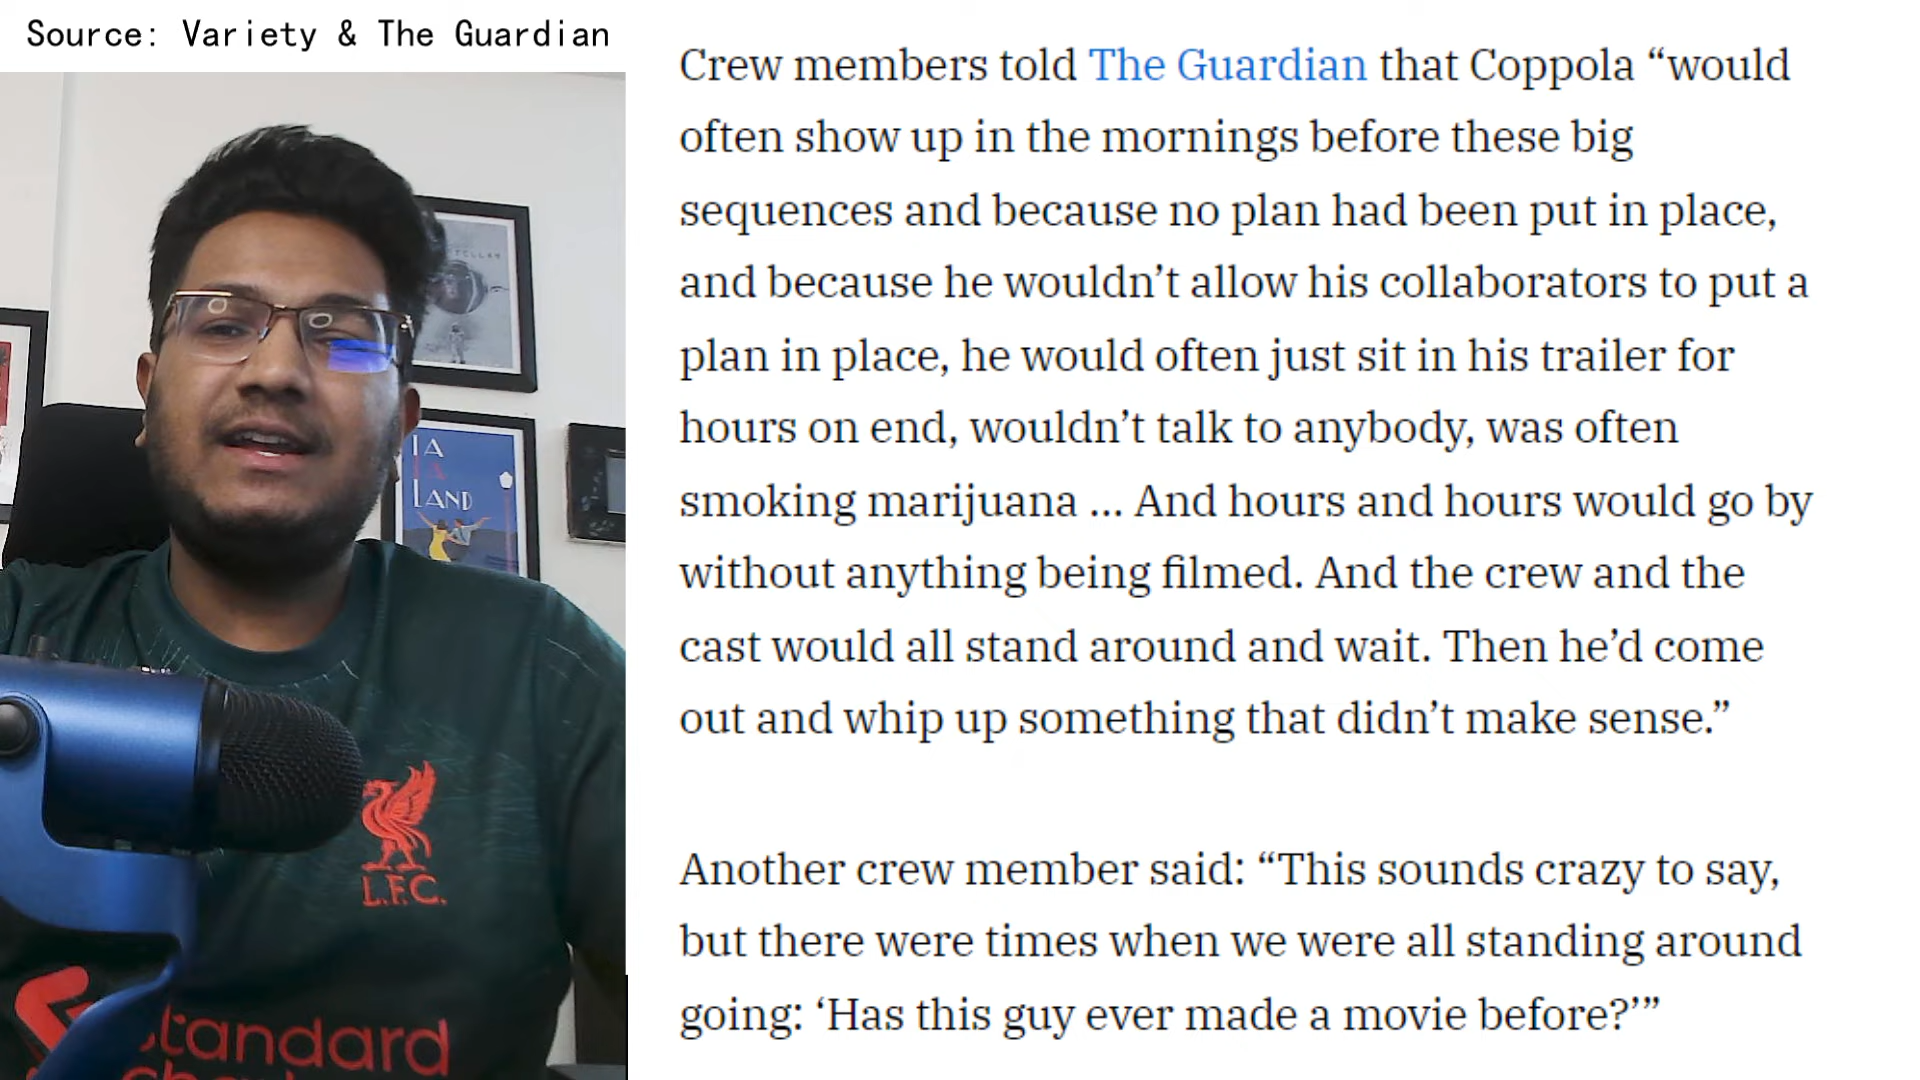 Source: Variety & The Guardian
Crew members told The Guardian that Coppola “would
often show up in the mornings before these big
sequences and because no plan had been put in place,
and because he wouldn’t allow his collaborators to put a
plan in place, he would often just sit in his trailer for
hours on end, wouldn’t talk to anybody, was often
smoking marijuana ... And hours and hours would go by
without anything being filmed. And the crew and the
cast would all stand around and wait. Then he’d come
out and whip up something that didn’t make sense.”
Another crew member said: “This sounds crazy to say,
but there were times when we were all standing around
going: ‘Has this guy ever made a movie before?’”
LA
LA
LAND
L.F.C.
Standard